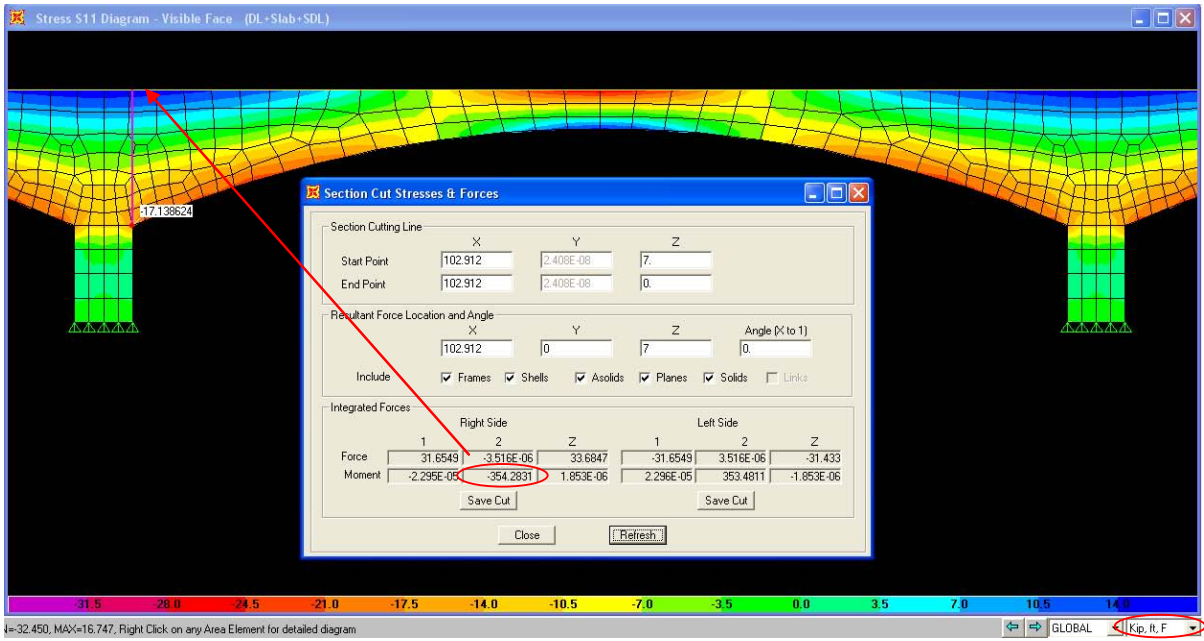 Stress S11 Diagram - Visible Face (DL+Slab+SDL)
-17.138624
Section Cut Stresses & Forces
Section Cutting Line
X Y Z
Start Point 102.912 2.408E-08 7.
End Point 102.912 2.408E-08 0.
Resultant Force Location and Angle
X Y Z Angle (X to 1)
102.912 0 7 0.
Include Frames Shells Asolids Planes Solids Links
Integrated Forces
Right Side Left Side
1 2 Z 1 2 Z
Force 31.6549 -3.516E-06 33.6847 -31.6549 3.516E-06 -31.433
Moment -2.295E-05 -354.2831 1.853E-06 2.296E-05 353.4811 -1.853E-06
Save Cut Save Cut
Close Refresh
-31.5 -28.0 -24.5 -21.0 -17.5 -14.0 -10.5 -7.0 -3.5 0.0 3.5 7.0 10.5 14.0
=-32.450, MAX=16.747, Right Click on any Area Element for detailed diagram GLOBAL Kip, ft, F